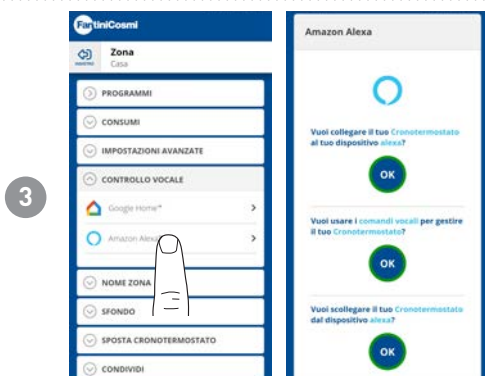 3
FantiniCosmi
INDIETRO
Zona
Casa
PROGRAMMI
CONSUMI
IMPOSTAZIONI AVANZATE
CONTROLLO VOCALE
Google Home*
Amazon Alexa
NOME ZONA
SFONDO
SPOSTA CRONOTERMOSTATO
CONDIVIDI
Amazon Alexa
Vuoi collegare il tuo Cronotermostato
al tuo dispositivo alexa?
OK
Vuoi usare i comandi vocali per gestire
il tuo Cronotermostato?
OK
Vuoi scollegare il tuo Cronotermostato
dal dispositivo alexa?
OK